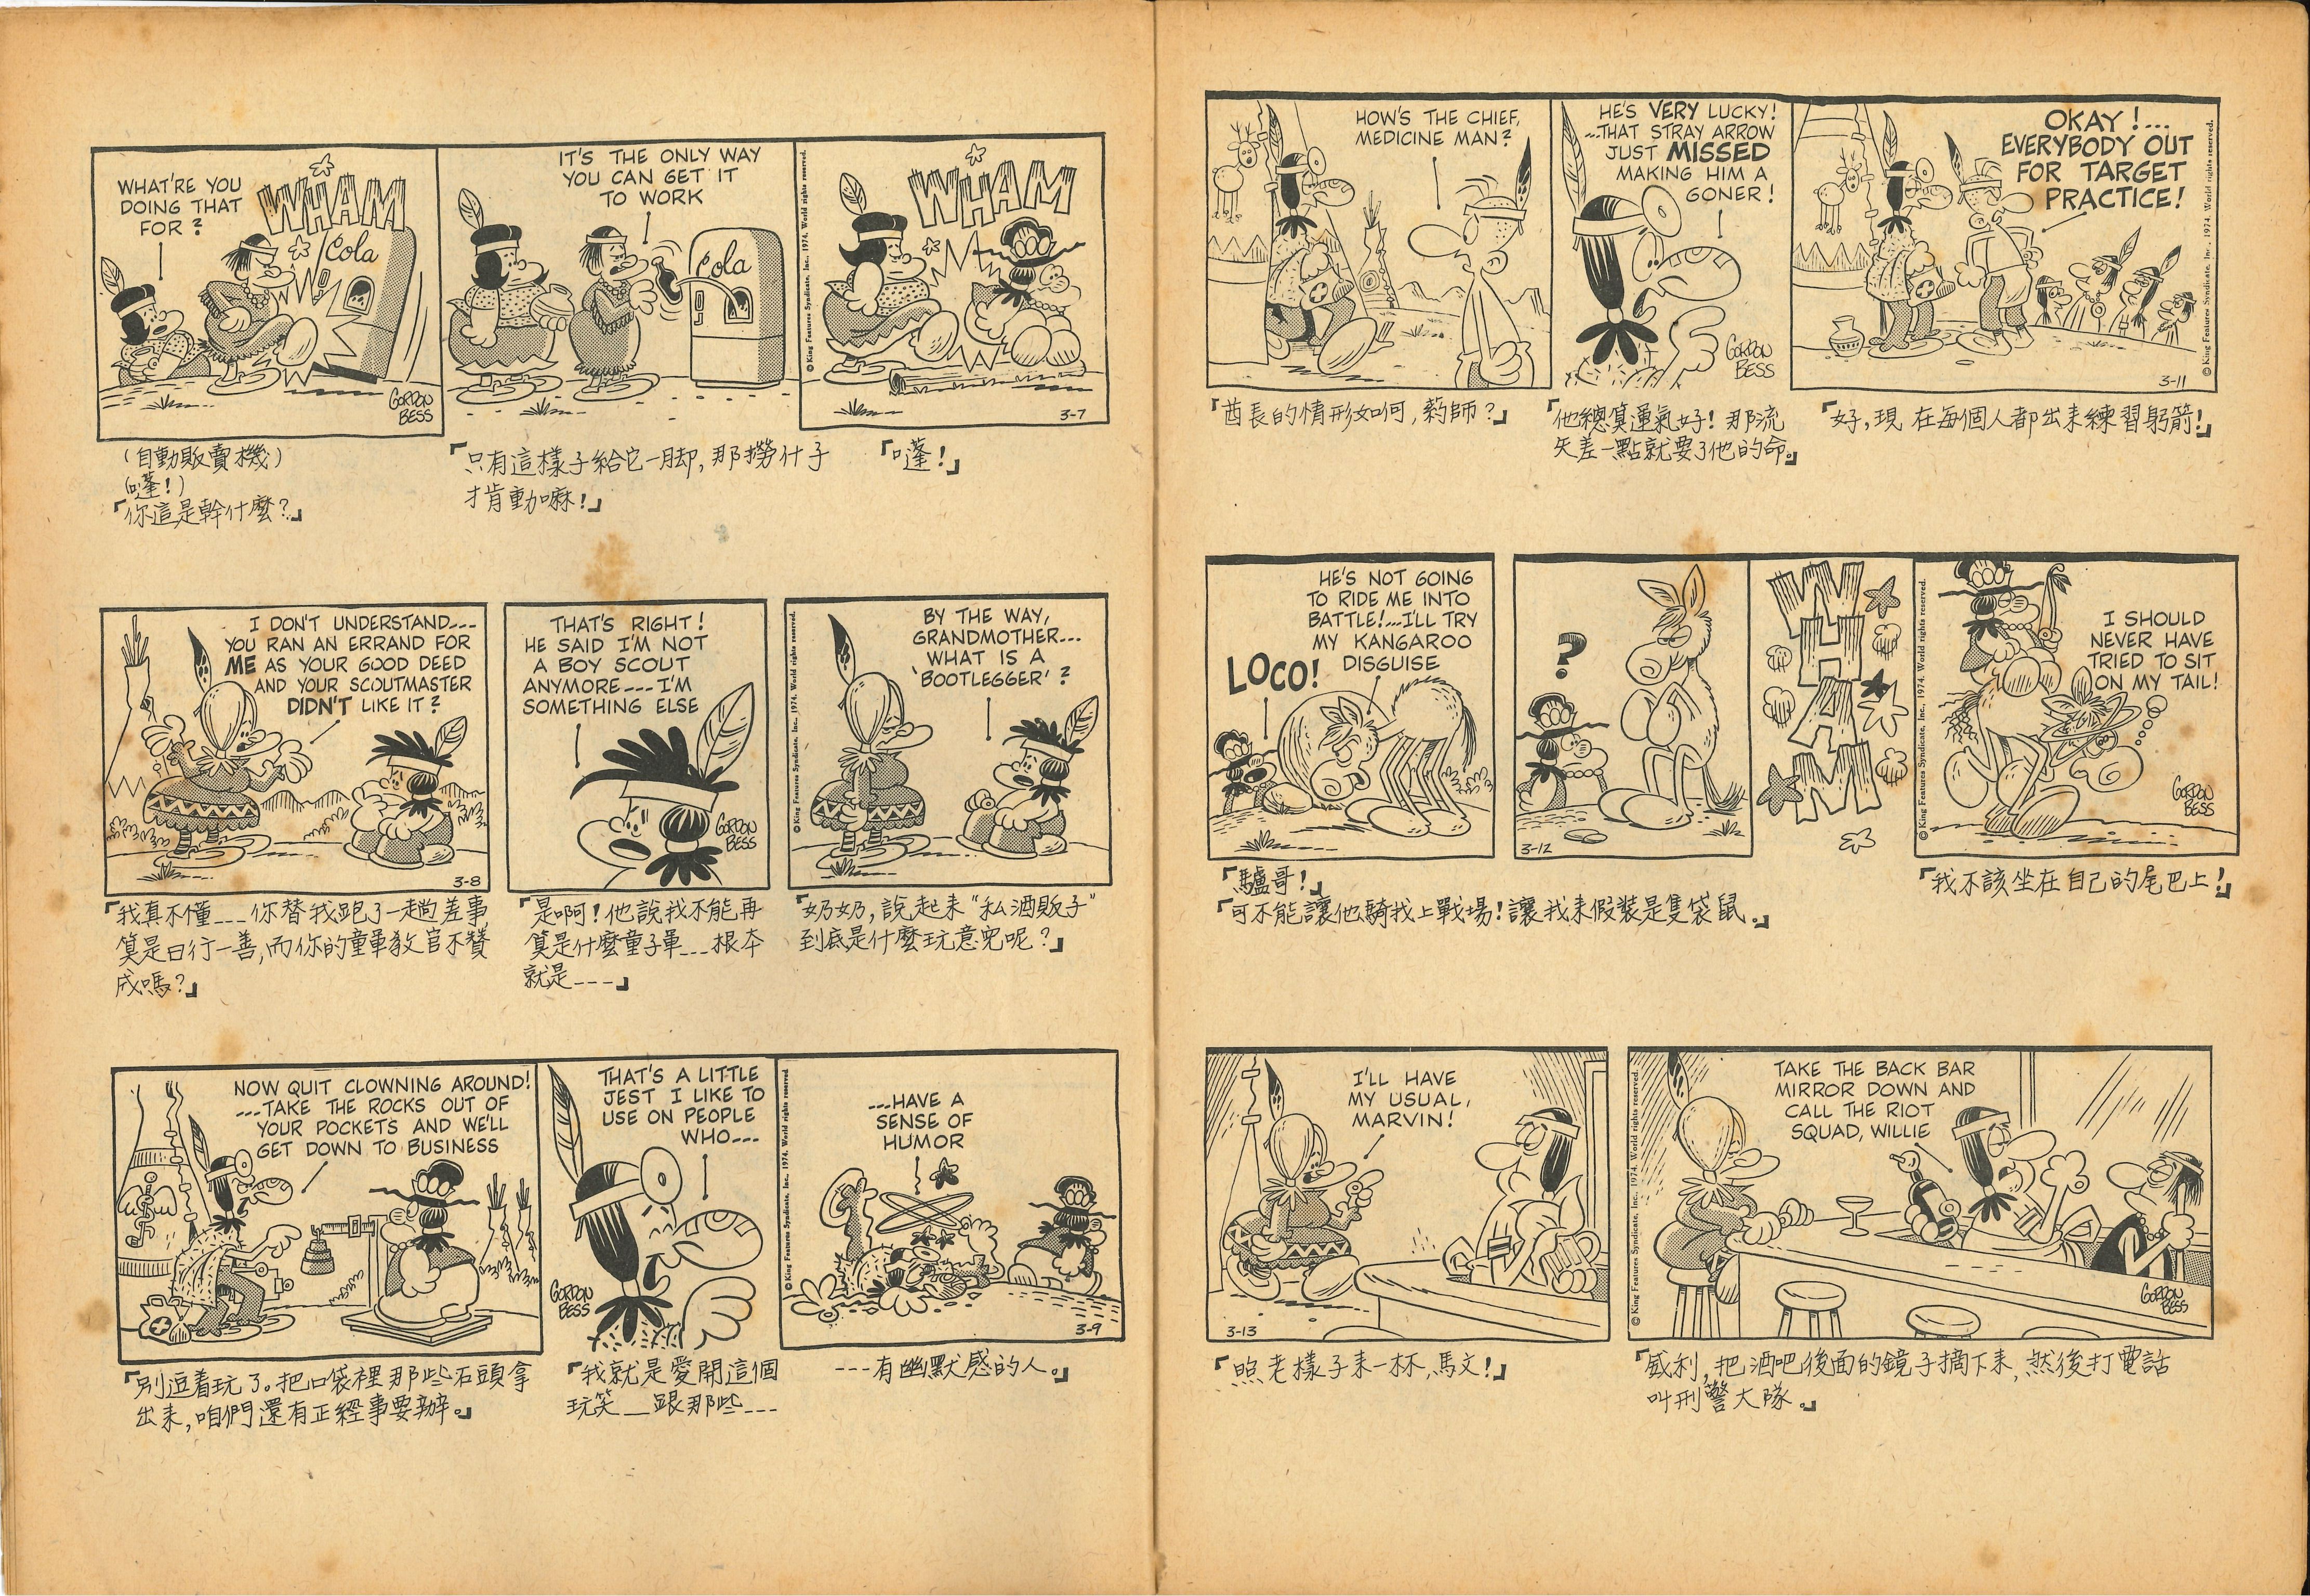 WHAT'RE YOU
DOING THAT
FOR?
WHAM
Cola
GORDON
BESS
IT'S THE ONLY WAY
YOU CAN GET IT
TO WORK
Cola
© King Features Syndicate, Inc., 1974. World rights reserved.
WHAM
3-7
(自動販賣機)
(嘭!)
「你這是幹什麼?」
「只有這樣子給它一脚, 那撈什子
才肯動嘛!」
「嘭!」
I DON'T UNDERSTAND---
YOU RAN AN ERRAND FOR
ME AS YOUR GOOD DEED
AND YOUR SCOUTMASTER
DIDN'T LIKE IT?
3-8
THAT'S RIGHT!
HE SAID I'M NOT
A BOY SCOUT
ANYMORE---I'M
SOMETHING ELSE
GORDON
BESS
© King Features Syndicate, Inc., 1974. World rights reserved.
BY THE WAY,
GRANDMOTHER...
WHAT IS A
'BOOTLEGGER'?
「我真不懂---你替我跑了一趟差事
算是日行一善,而你的童軍教官不贊
成嗎?」
「是啊! 他說我不能再
算是什麼童子軍---根本
就是---」
「奶奶, 說起來"私酒販子"
到底是什麼玩意兒呢?」
NOW QUIT CLOWNING AROUND!
---TAKE THE ROCKS OUT OF
YOUR POCKETS AND WE'LL
GET DOWN TO BUSINESS
THAT'S A LITTLE
JEST I LIKE TO
USE ON PEOPLE
WHO---
GORDON
BESS
© King Features Syndicate, Inc., 1974. World rights reserved.
...HAVE A
SENSE OF
HUMOR
3-9
「別逗着玩了。把口袋裡那些石頭拿
出來, 咱們還有正經事要辦。」
「我就是愛開這個
玩笑__跟那些---
---有幽默感的人。」
HOW'S THE CHIEF,
MEDICINE MAN?
HE'S VERY LUCKY!
...THAT STRAY ARROW
JUST MISSED
MAKING HIM A
GONER!
GORDON
BESS
OKAY!...
EVERYBODY OUT
FOR TARGET
PRACTICE!
3-11
© King Features Syndicate, Inc., 1974. World rights reserved.
「酋長的情形如何, 葯師?」
「他總算運氣好! 那流
矢差一點就要了他的命。」
「好, 現在每個人都出來練習躬箭!」
LOCO!
HE'S NOT GOING
TO RIDE ME INTO
BATTLE!...I'LL TRY
MY KANGAROO
DISGUISE
?
3-12
WHAM
© King Features Syndicate, Inc., 1974. World rights reserved.
I SHOULD
NEVER HAVE
TRIED TO SIT
ON MY TAIL!
GORDON
BESS
「驢哥!」
「可不能讓他騎我上戰場! 讓我來假裝是隻袋鼠。」
「我不該坐在自己的尾巴上!」
I'LL HAVE
MY USUAL,
MARVIN!
3-13
© King Features Syndicate, Inc., 1974. World rights reserved.
TAKE THE BACK BAR
MIRROR DOWN AND
CALL THE RIOT
SQUAD, WILLIE
GORDON
BESS
「照老樣子來一杯, 馬文!」
「威利, 把酒吧後面的鏡子摘下來, 然後打電話
叫刑警大隊。」